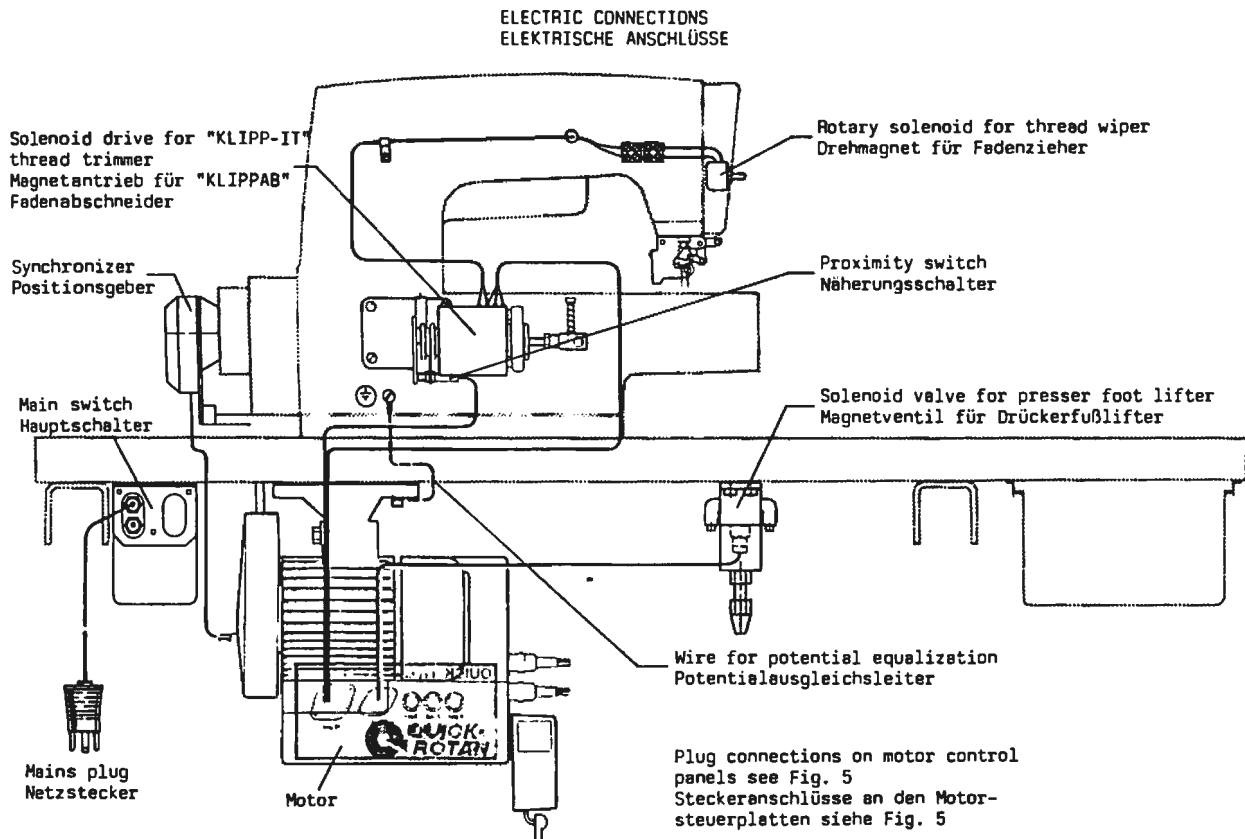 ELECTRIC CONNECTIONS
ELEKTRISCHE ANSCHLÜSSE
Solenoid drive for "KLIPP-IT"
thread trimmer
Magnetantrieb für "KLIPPAB"
Fadenabschneider
Rotary solenoid for thread wiper
Drehmagnet für Fadenzieher
Synchronizer
Positionsgeber
Proximity switch
Näherungsschalter
Main switch
Hauptschalter
Solenoid valve for presser foot lifter
Magnetventil für Drückerfußlifter
Wire for potential equalization
Potentialausgleichsleiter
QUICK
QUICK-
ROTAN
Mains plug
Netzstecker
Motor
Plug connections on motor control
panels see Fig. 5
Steckeranschlüsse an den Motor-
steuerplatten siehe Fig. 5